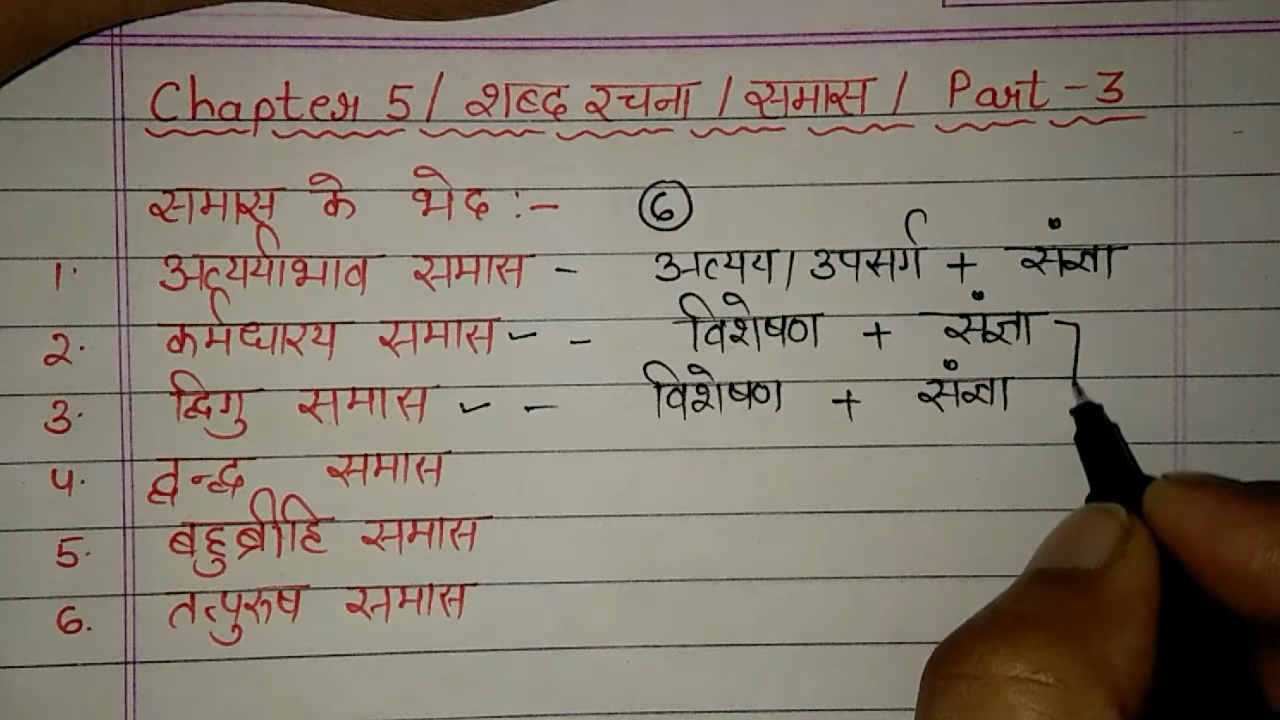 Chapter 5 / शब्द रचना / समास / Part - 3
समास के भेद :- ⑥
1. अव्ययीभाव समास - अव्यय / उपसर्ग + संज्ञा
2. कर्मधारय समास - - विशेषण + संज्ञा
3. द्विगु समास - - विशेषण + संज्ञा
4. द्वन्द्व समास
5. बहुब्रीहि समास
6. तत्पुरुष समास